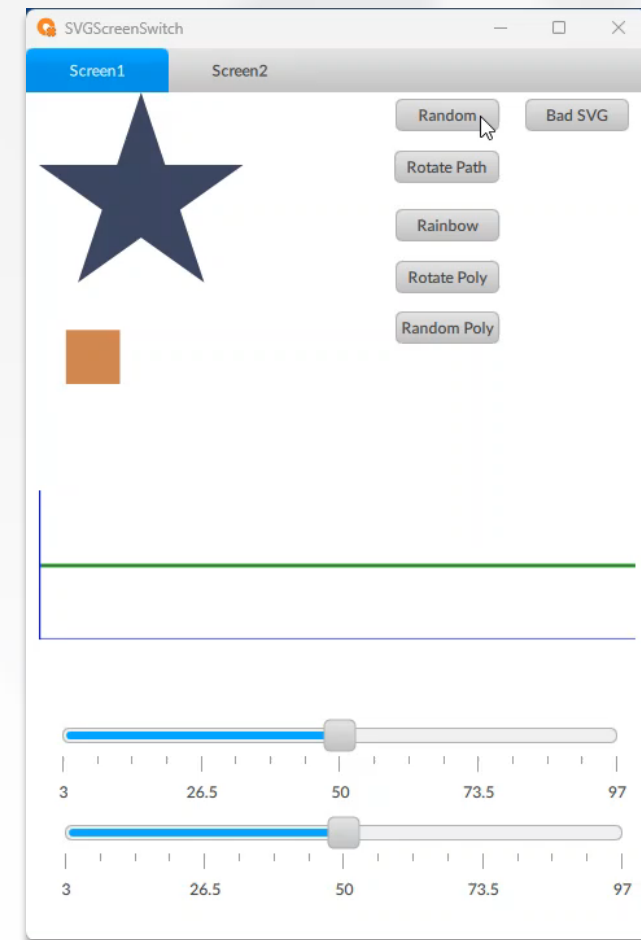 SVGScreenSwitch
Screen1 Screen2
Random Bad SVG
Rotate Path
Rainbow
Rotate Poly
Random Poly
3 26.5 50 73.5 97
3 26.5 50 73.5 97